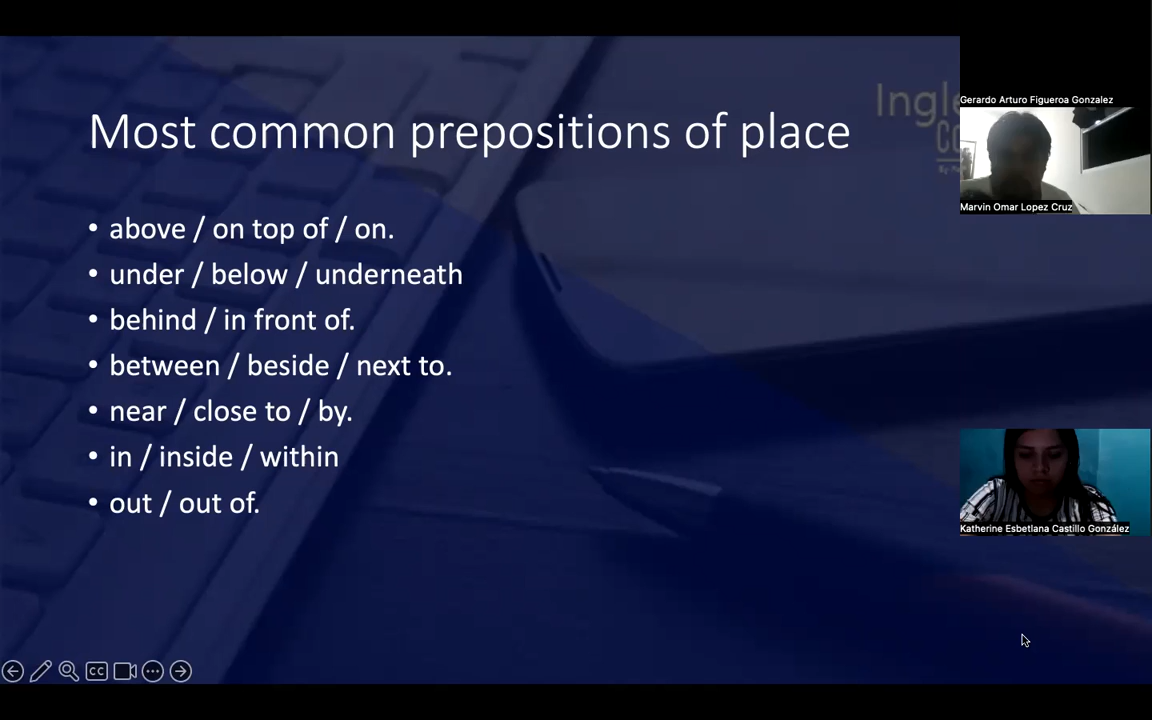 Most common prepositions of place
• above / on top of / on.
• under / below / underneath
• behind / in front of.
• between / beside / next to.
• near / close to / by.
• in / inside / within
• out / out of.
Gerardo Arturo Figueroa Gonzalez
Marvin Omar Lopez Cruz
Katherine Esbetlana Castillo González
CC